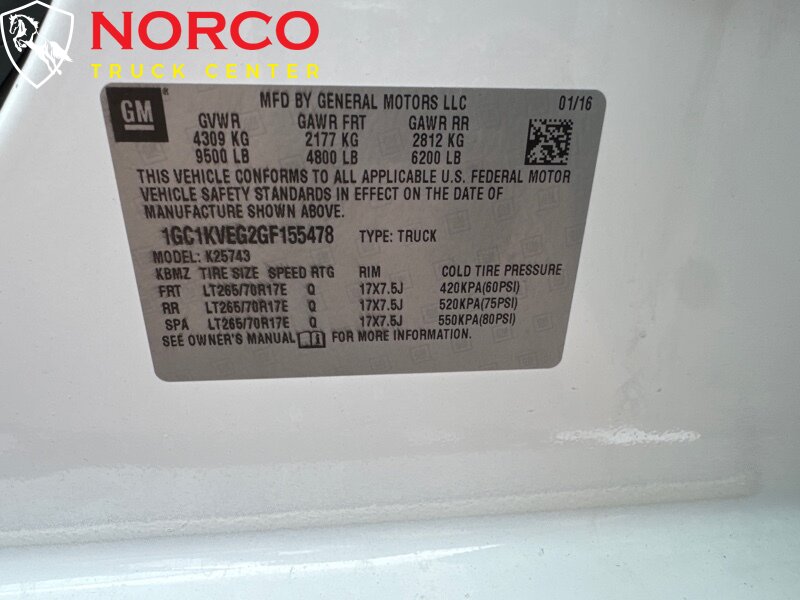 NORCO
TRUCK CENTER
GM
MFD BY GENERAL MOTORS LLC 01/16
GVWR GAWR FRT GAWR RR
4309 KG 2177 KG 2812 KG
9500 LB 4800 LB 6200 LB
THIS VEHICLE CONFORMS TO ALL APPLICABLE U.S. FEDERAL MOTOR
VEHICLE SAFETY STANDARDS IN EFFECT ON THE DATE OF
MANUFACTURE SHOWN ABOVE.
1GC1KVEG2GF155478 TYPE: TRUCK
MODEL: K25743
KBMZ TIRE SIZE SPEED RTG RIM COLD TIRE PRESSURE
FRT LT265/70R17E Q 17X7.5J 420KPA(60PSI)
RR LT265/70R17E Q 17X7.5J 520KPA(75PSI)
SPA LT265/70R17E Q 17X7.5J 550KPA(80PSI)
SEE OWNER'S MANUAL FOR MORE INFORMATION.